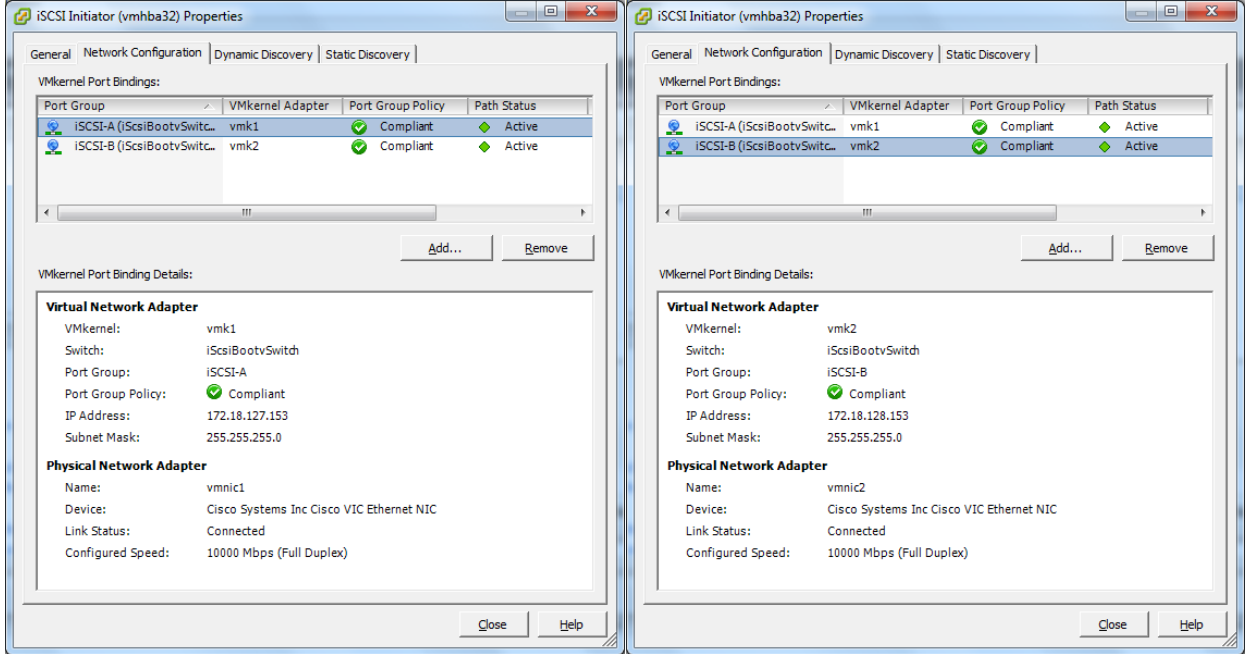 iSCSI Initiator (vmhba32) Properties
General Network Configuration Dynamic Discovery Static Discovery
VMkernel Port Bindings:
Port Group VMkernel Adapter Port Group Policy Path Status
iSCSI-A (iScsiBootvSwitc... vmk1 Compliant Active
iSCSI-B (iScsiBootvSwitc... vmk2 Compliant Active
Add... Remove
VMkernel Port Binding Details:
Virtual Network Adapter
VMkernel: vmk1
Switch: iScsiBootvSwitch
Port Group: iSCSI-A
Port Group Policy: Compliant
IP Address: 172.18.127.153
Subnet Mask: 255.255.255.0
Physical Network Adapter
Name: vmnic1
Device: Cisco Systems Inc Cisco VIC Ethernet NIC
Link Status: Connected
Configured Speed: 10000 Mbps (Full Duplex)
Close Help
iSCSI Initiator (vmhba32) Properties
General Network Configuration Dynamic Discovery Static Discovery
VMkernel Port Bindings:
Port Group VMkernel Adapter Port Group Policy Path Status
iSCSI-A (iScsiBootvSwitc... vmk1 Compliant Active
iSCSI-B (iScsiBootvSwitc... vmk2 Compliant Active
Add... Remove
VMkernel Port Binding Details:
Virtual Network Adapter
VMkernel: vmk2
Switch: iScsiBootvSwitch
Port Group: iSCSI-B
Port Group Policy: Compliant
IP Address: 172.18.128.153
Subnet Mask: 255.255.255.0
Physical Network Adapter
Name: vmnic2
Device: Cisco Systems Inc Cisco VIC Ethernet NIC
Link Status: Connected
Configured Speed: 10000 Mbps (Full Duplex)
Close Help